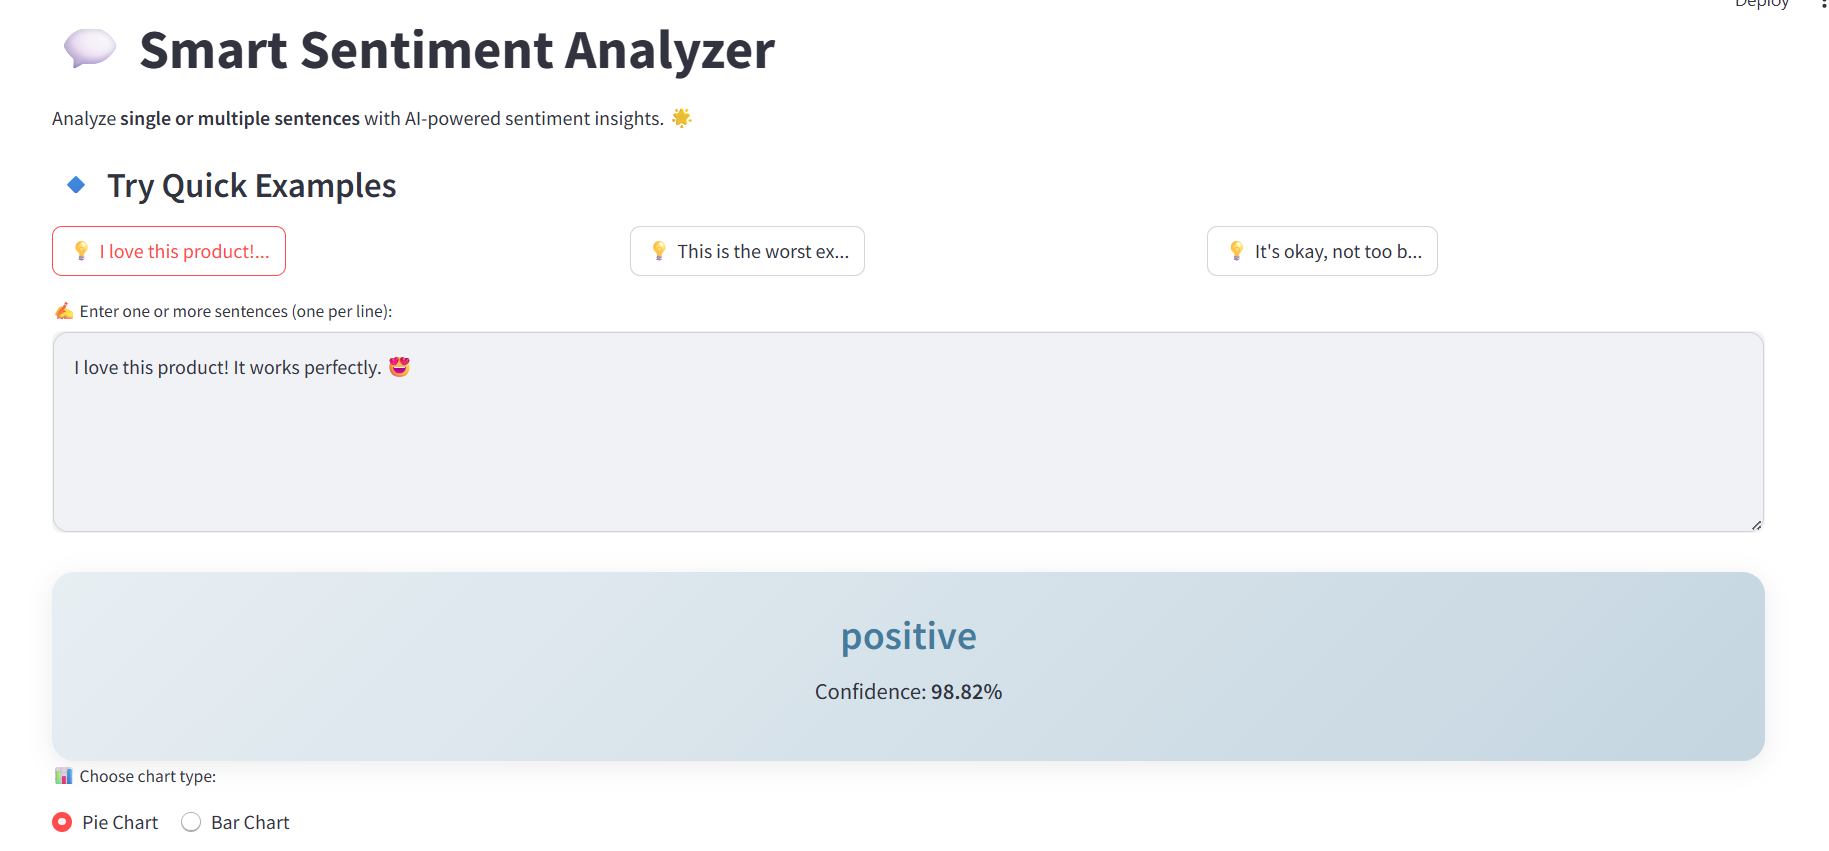 Deploy
Smart Sentiment Analyzer
Analyze single or multiple sentences with AI-powered sentiment insights. 🌟
🔹 Try Quick Examples
💡 I love this product!...
💡 This is the worst ex...
💡 It's okay, not too b...
✍️ Enter one or more sentences (one per line):
I love this product! It works perfectly. 😍
positive
Confidence: 98.82%
📊 Choose chart type:
Pie Chart
Bar Chart